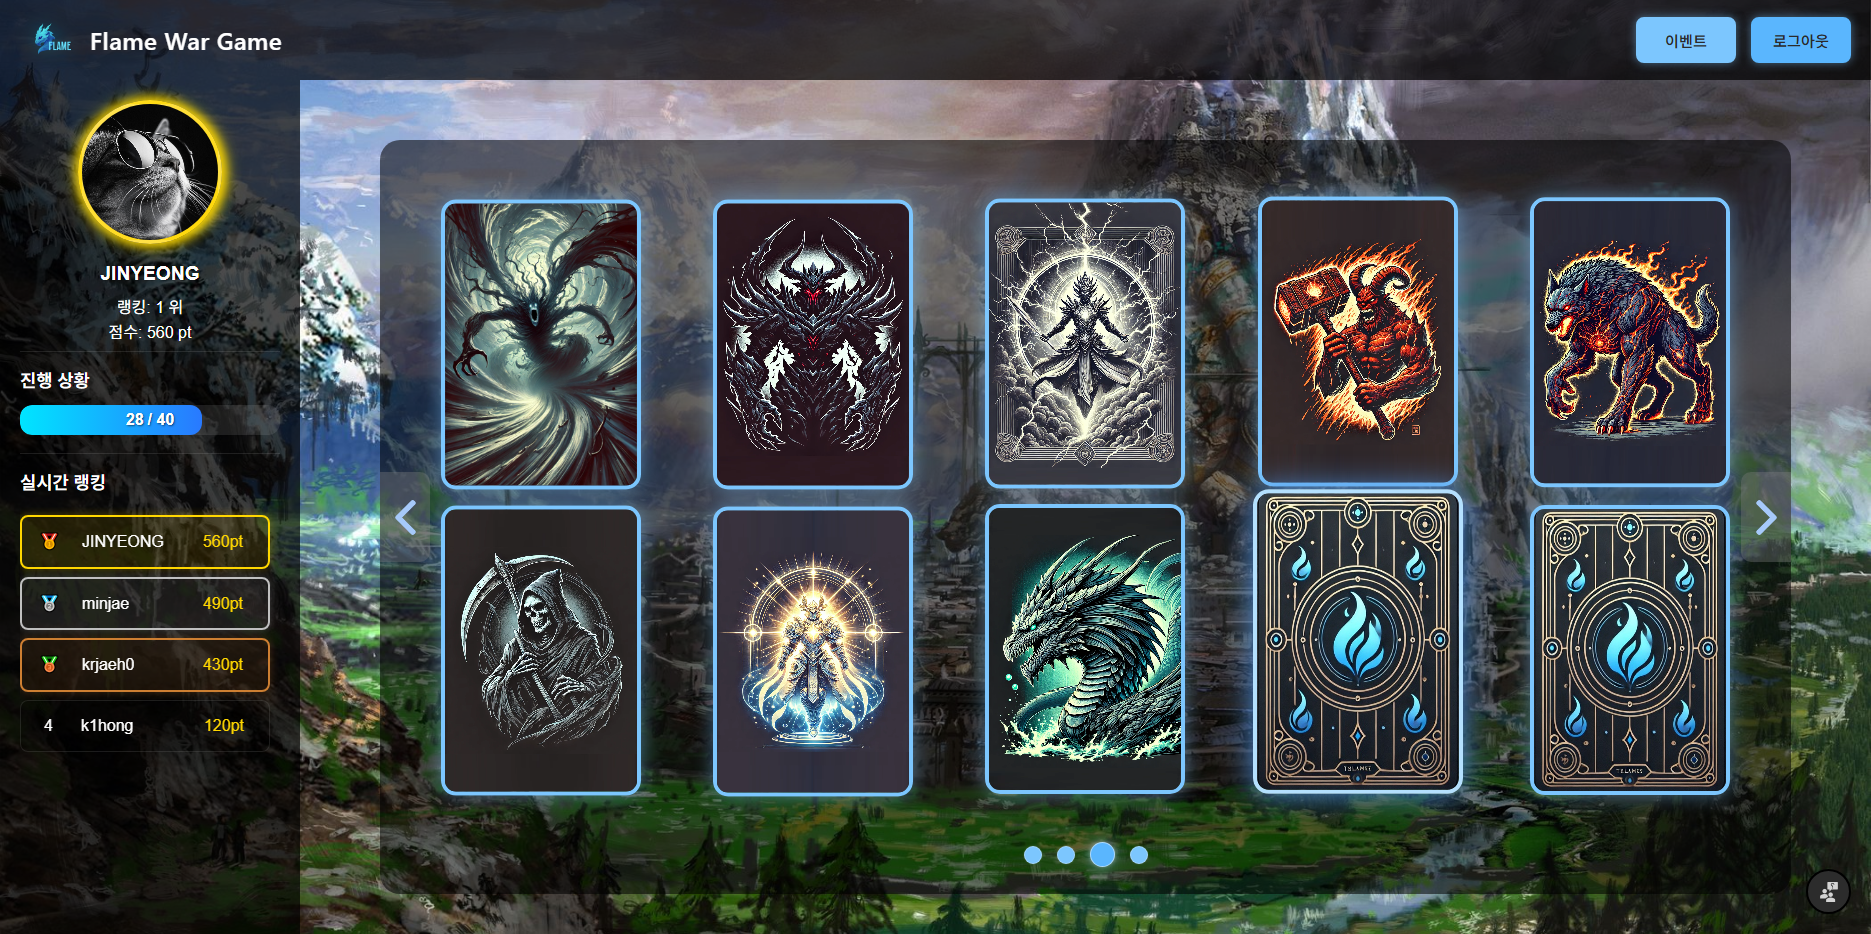 FLAME
Flame War Game
이벤트
로그아웃
JINYEONG
랭킹: 1 위
점수: 560 pt
진행 상황
28 / 40
실시간 랭킹
JINYEONG 560pt
minjae 490pt
krjaeh0 430pt
4 k1hong 120pt